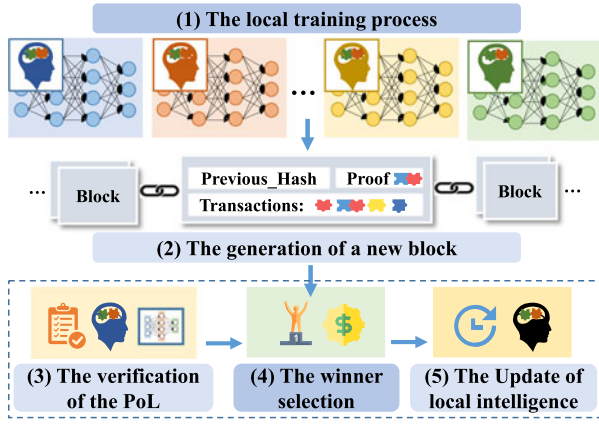 (1) The local training process
...
... Block
Previous_Hash Proof
Transactions:
Block ...
(2) The generation of a new block
1
$
(3) The verification
of the PoL
(4) The winner
selection
(5) The Update of
local intelligence